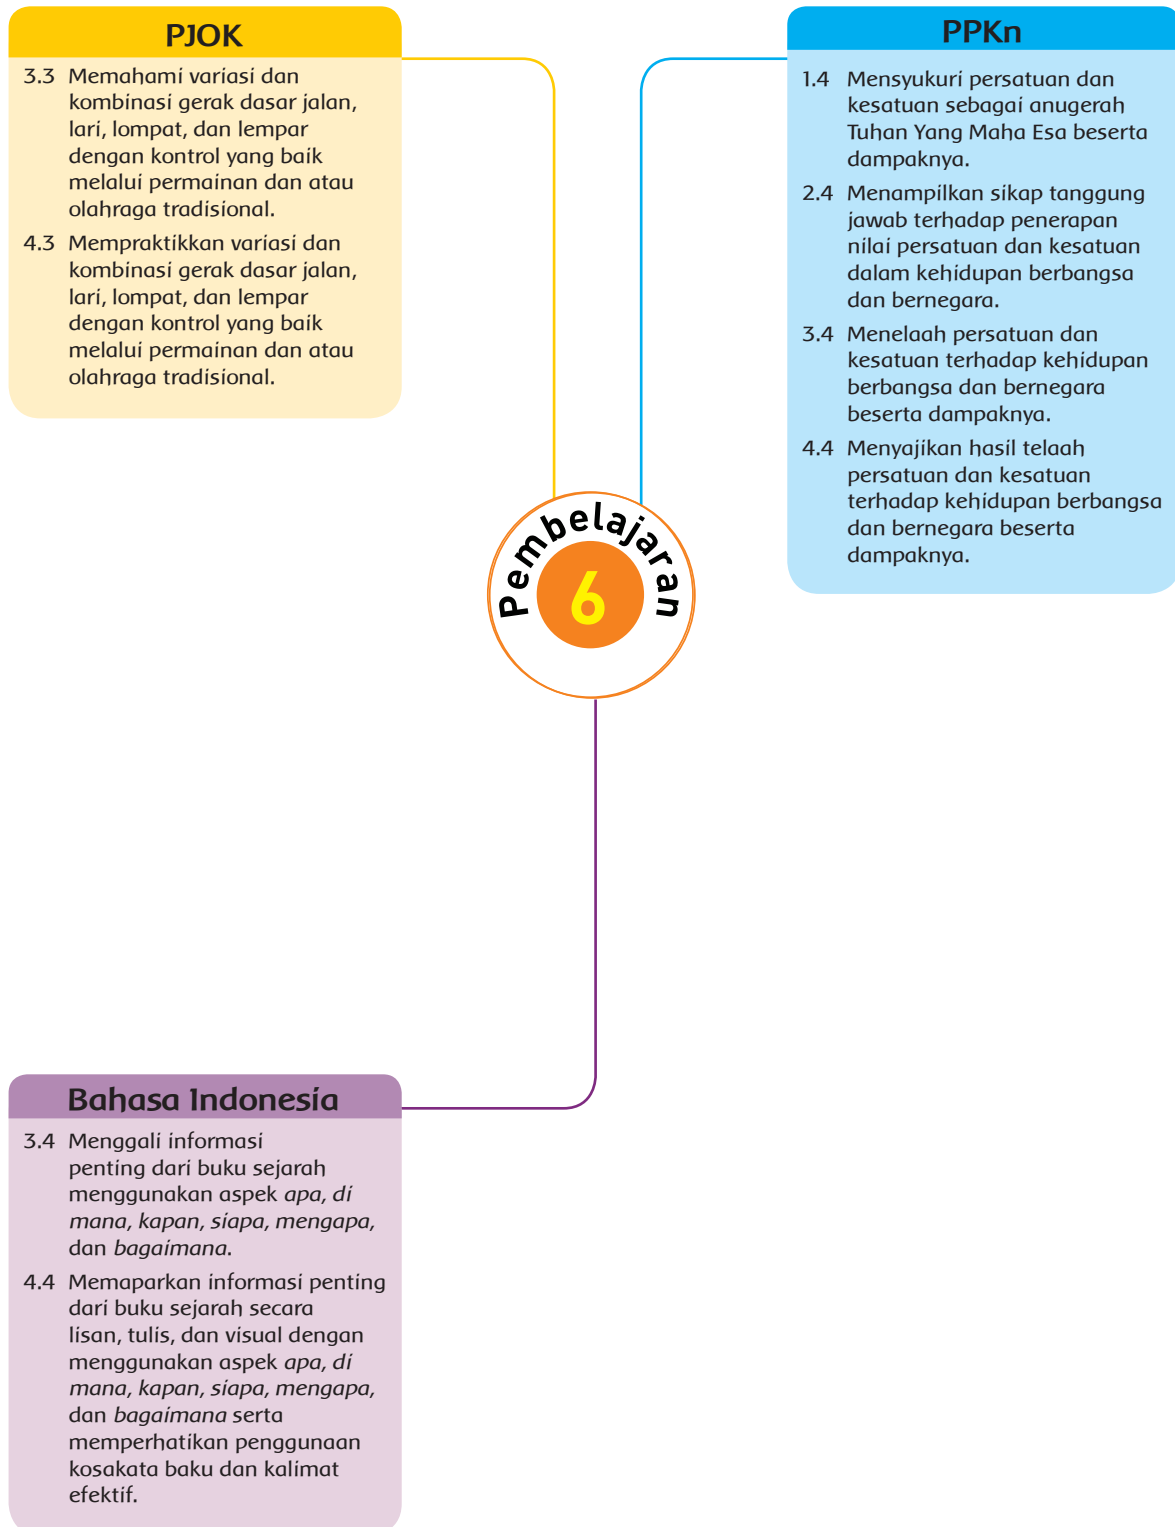 PJOK
3.3 Memahami variasi dan
kombinasi gerak dasar jalan,
lari, lompat, dan lempar
dengan kontrol yang baik
melalui permainan dan atau
olahraga tradisional.
4.3 Mempraktikkan variasi dan
kombinasi gerak dasar jalan,
lari, lompat, dan lempar
dengan kontrol yang baik
melalui permainan dan atau
olahraga tradisional.
PPKn
1.4 Mensyukuri persatuan dan
kesatuan sebagai anugerah
Tuhan Yang Maha Esa beserta
dampaknya.
2.4 Menampilkan sikap tanggung
jawab terhadap penerapan
nilai persatuan dan kesatuan
dalam kehidupan berbangsa
dan bernegara.
3.4 Menelaah persatuan dan
kesatuan terhadap kehidupan
berbangsa dan bernegara
beserta dampaknya.
4.4 Menyajikan hasil telaah
persatuan dan kesatuan
terhadap kehidupan berbangsa
dan bernegara beserta
dampaknya.
Pembelajaran
6
Bahasa Indonesia
3.4 Menggali informasi
penting dari buku sejarah
menggunakan aspek apa, di
mana, kapan, siapa, mengapa,
dan bagaimana.
4.4 Memaparkan informasi penting
dari buku sejarah secara
lisan, tulis, dan visual dengan
menggunakan aspek apa, di
mana, kapan, siapa, mengapa,
dan bagaimana serta
memperhatikan penggunaan
kosakata baku dan kalimat
efektif.